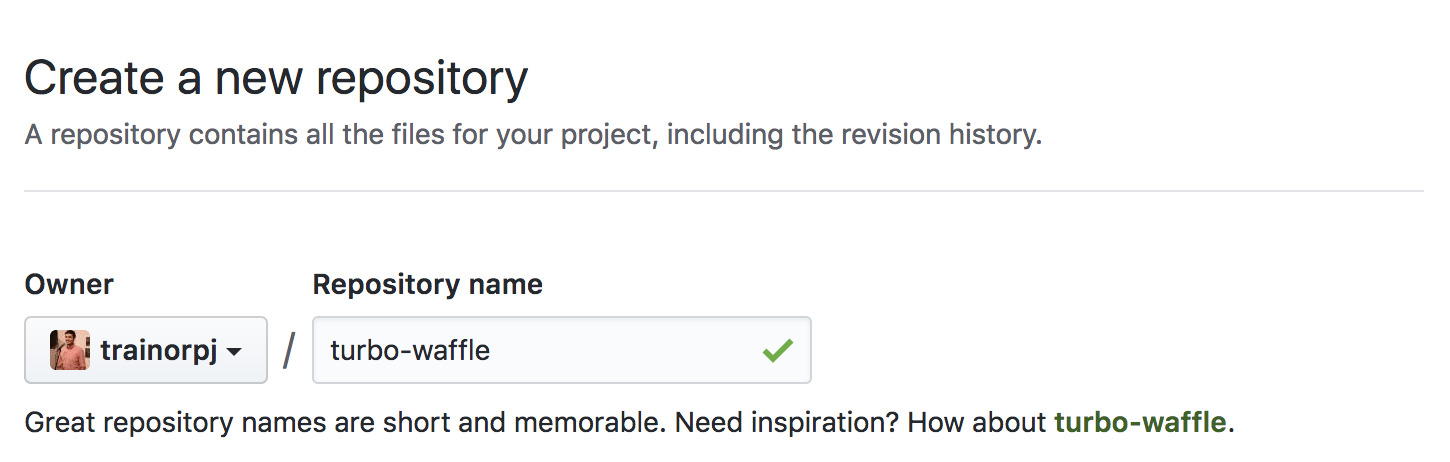 Create a new repository
A repository contains all the files for your project, including the revision history.
Owner
Repository name
trainorpj / turbo-waffle
Great repository names are short and memorable. Need inspiration? How about turbo-waffle.